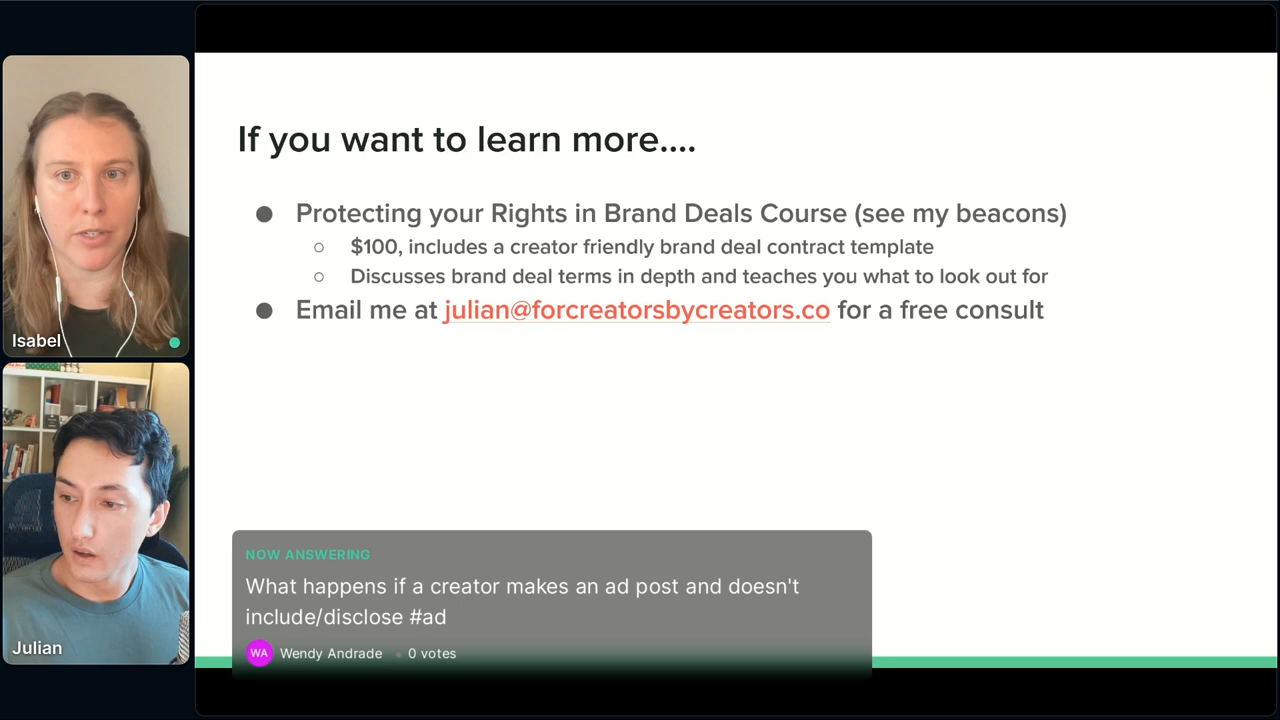 Isabel
Julian
If you want to learn more....
Protecting your Rights in Brand Deals Course (see my beacons)
$100, includes a creator friendly brand deal contract template
Discusses brand deal terms in depth and teaches you what to look out for
Email me at julian@forcreatorsbycreators.co for a free consult
NOW ANSWERING
What happens if a creator makes an ad post and doesn't
include/disclose #ad
WA Wendy Andrade 0 votes